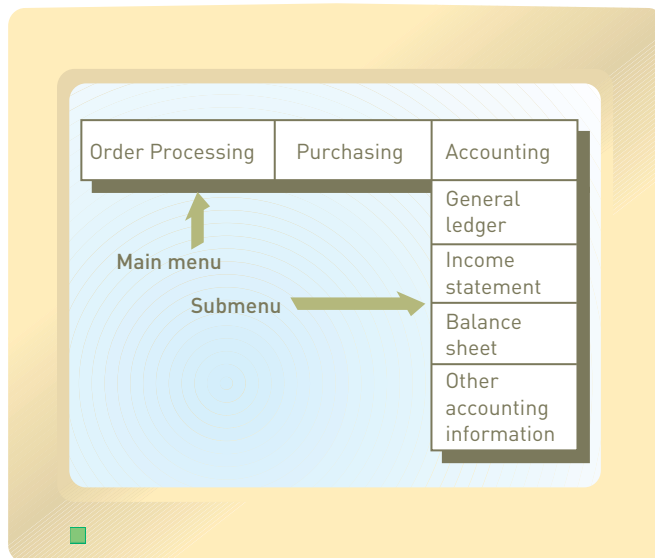 Order Processing
Purchasing
Accounting
General
ledger
Main menu
Income
statement
Submenu
Balance
sheet
Other
accounting
information